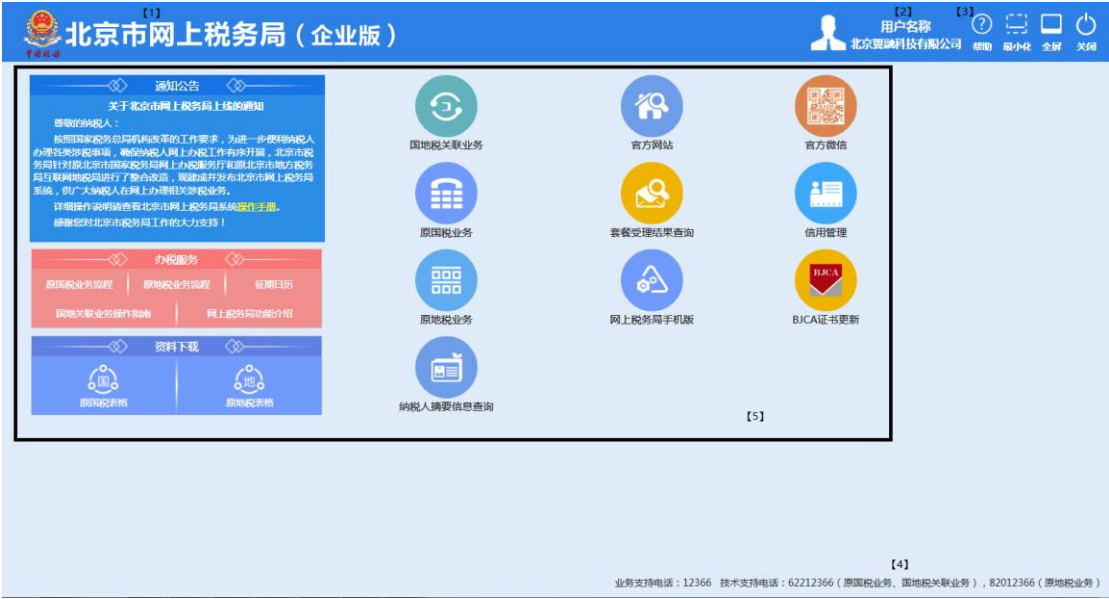 【1】
【2】
【3】
北京市网上税务局（企业版）
中国税务
用户名称
北京翼融科技有限公司
帮助 最小化 全屏 关闭
通知公告
关于北京市网上税务局上线的通知
尊敬的纳税人：
按照国家税务总局机构改革的工作要求，为进一步便利纳税人
办理各类涉税事项，确保纳税人网上办税工作有序开展，北京市税
务局针对原北京市国家税务局网上办税服务厅和原北京市地方税务
局互联网地税局进行了整合改造，现建成并发布北京市网上税务局
系统，供广大纳税人在网上办理相关涉税业务。
详细操作说明请查看北京市网上税务局系统操作手册。
感谢您对北京市税务局工作的大力支持！
办税服务
原国税业务流程 原地税业务流程 征期日历
国地关联业务操作指南 网上税务局功能介绍
资料下载
国 地
原国税表格 原地税表格
国地税关联业务 官方网站 官方微信
原国税业务 套餐受理结果查询 信用管理
BJCA
原地税业务 网上税务局手机版 BJCA证书更新
纳税人摘要信息查询
【5】
【4】
业务支持电话：12366 技术支持电话：62212366（原国税业务、国地税关联业务），82012366（原地税业务）